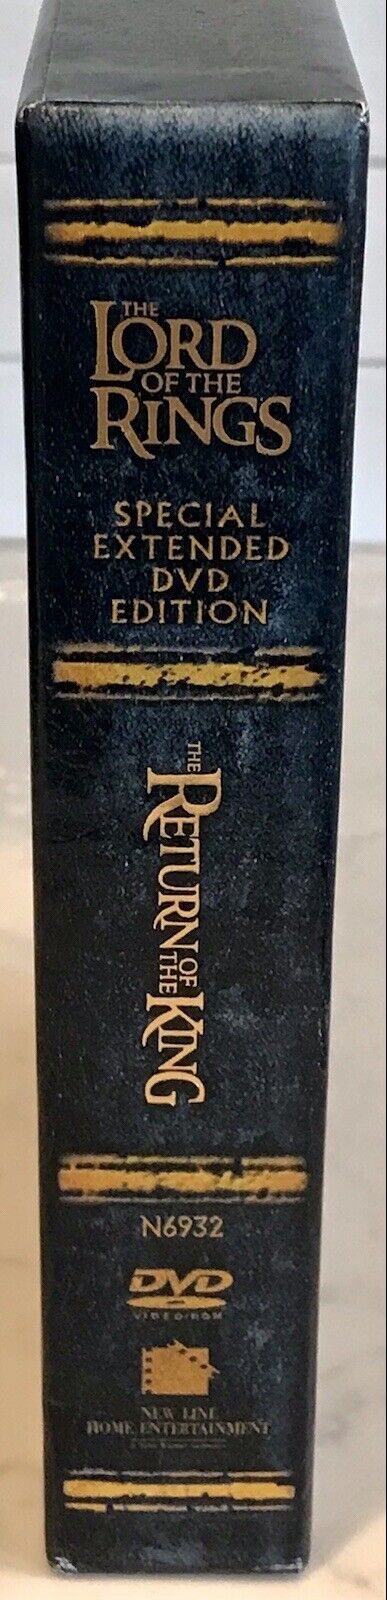 THE
LORD
OF THE
RINGS
SPECIAL
EXTENDED
DVD
EDITION
THE
RETURN OF
THE KING
N6932
DVD
VIDEO/ROM
NEW LINE
HOME ENTERTAINMENT